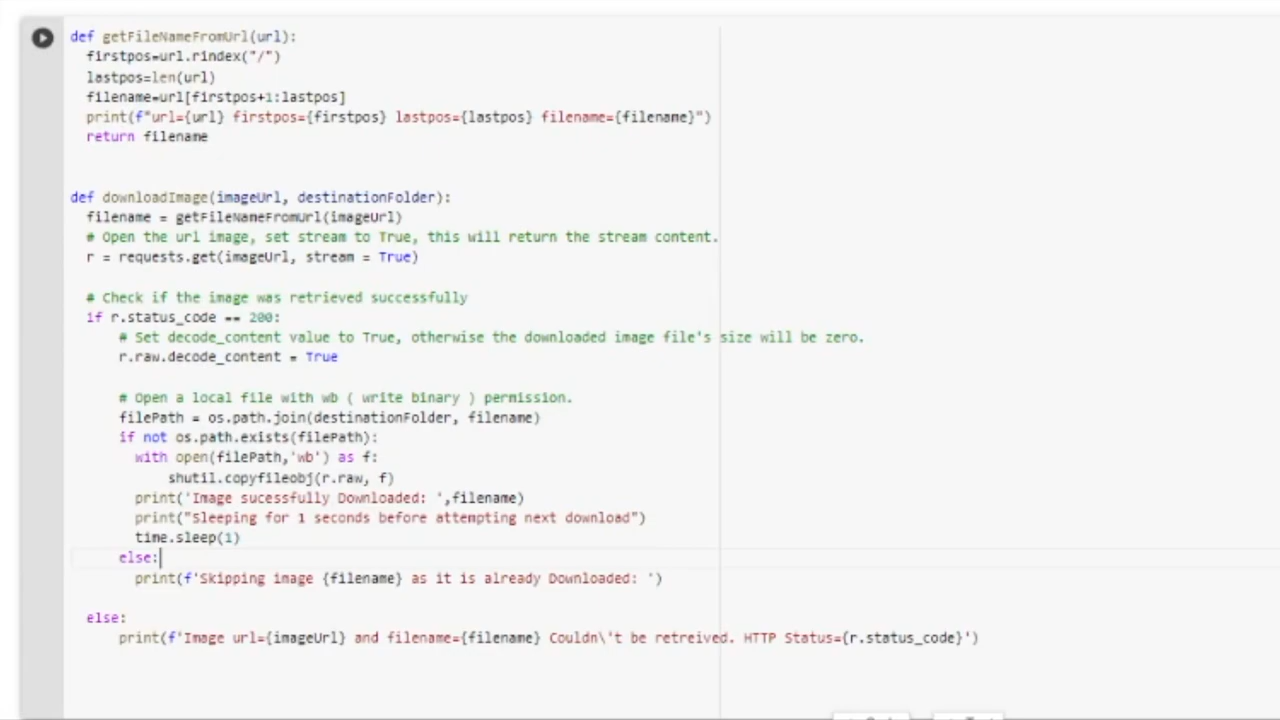 def getFileNameFromUrl(url):
  firstpos=url.rindex("/")
  lastpos=len(url)
  filename=url[firstpos+1:lastpos]
  print(f"url={url} firstpos={firstpos} lastpos={lastpos} filename={filename}")
  return filename
def downloadImage(imageUrl, destinationFolder):
  filename = getFileNameFromUrl(imageUrl)
  # Open the url image, set stream to True, this will return the stream content.
  r = requests.get(imageUrl, stream = True)
  # Check if the image was retrieved successfully
  if r.status_code == 200:
      # Set decode_content value to True, otherwise the downloaded image file's size will be zero.
      r.raw.decode_content = True
      # Open a local file with wb ( write binary ) permission.
      filePath = os.path.join(destinationFolder, filename)
      if not os.path.exists(filePath):
        with open(filePath,'wb') as f:
            shutil.copyfileobj(r.raw, f)
        print('Image sucessfully Downloaded: ',filename)
        print("Sleeping for 1 seconds before attempting next download")
        time.sleep(1)
      else:
        print(f'Skipping image {filename} as it is already Downloaded: ')
  else:
      print(f'Image url={imageUrl} and filename={filename} Couldn\'t be retreived. HTTP Status={r.status_code}')